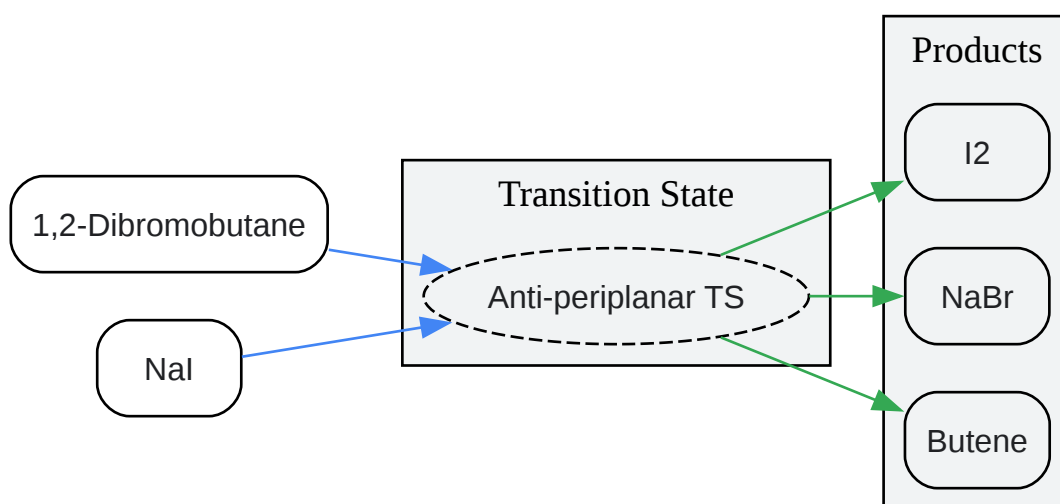 1,2-Dibromobutane
NaI
Transition State
Anti-periplanar TS
Products
I2
NaBr
Butene